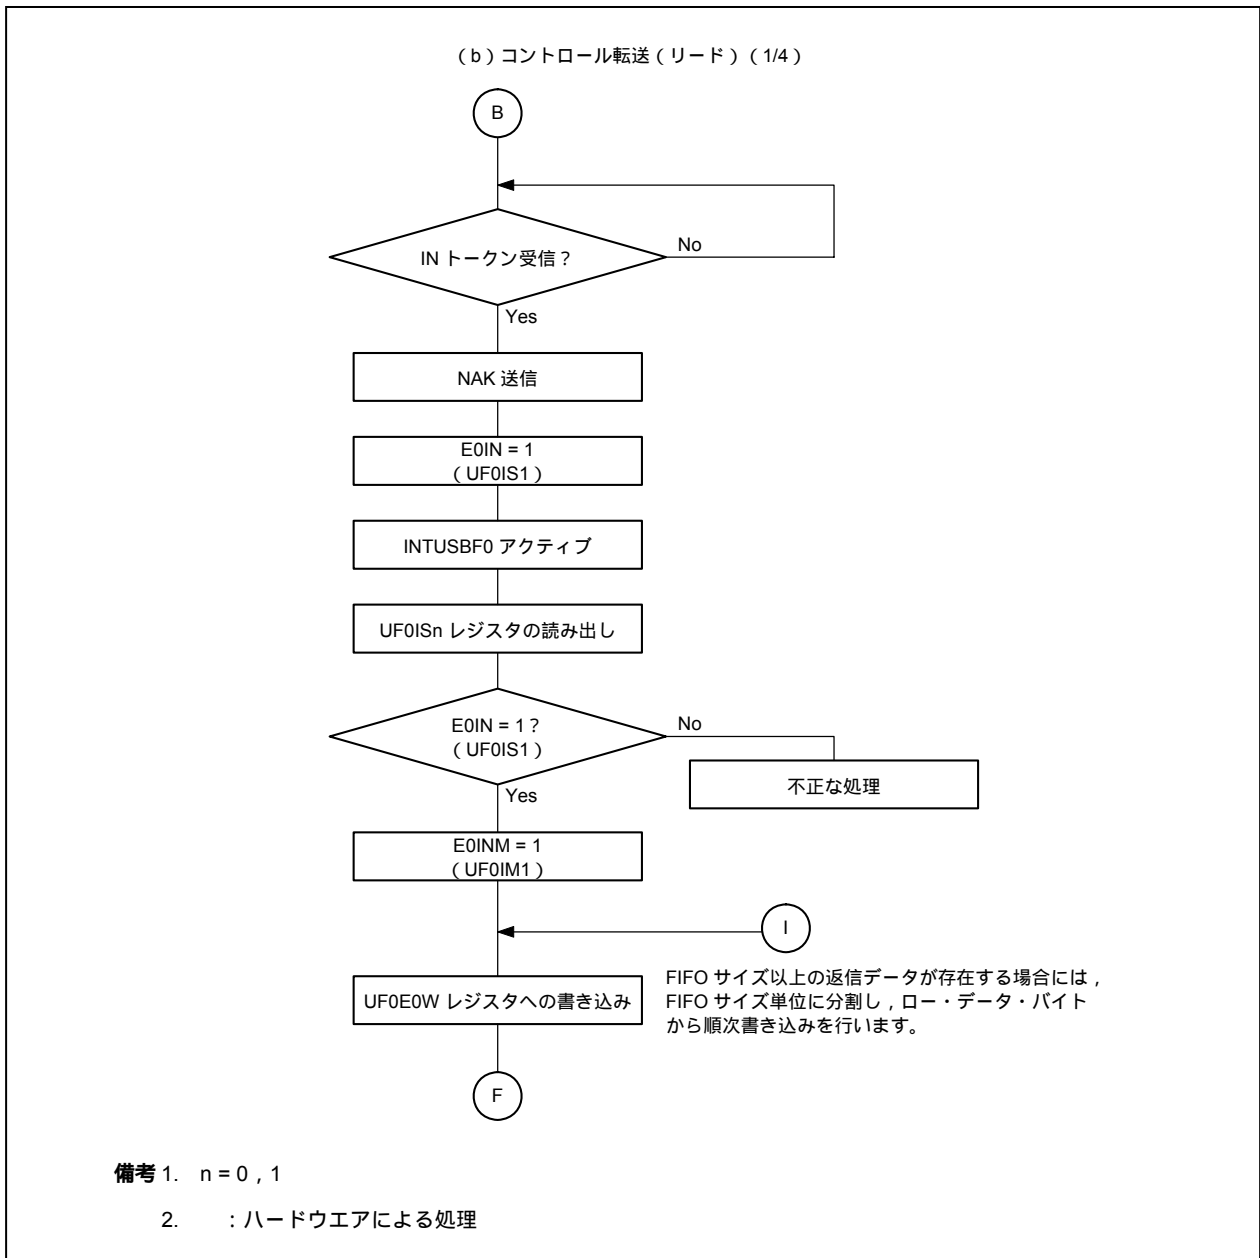 （b）コントロール転送（リード）（1/4）
B
IN トークン受信？
No
Yes
NAK 送信
E0IN = 1
（UF0IS1）
INTUSBF0 アクティブ
UF0ISn レジスタの読み出し
E0IN = 1？
（UF0IS1）
No
不正な処理
Yes
E0INM = 1
（UF0IM1）
I
FIFO サイズ以上の返信データが存在する場合には，
FIFO サイズ単位に分割し，ロー・データ・バイト
から順次書き込みを行います。
UF0E0W レジスタへの書き込み
F
備考 1. n = 0，1
2. ：ハードウエアによる処理